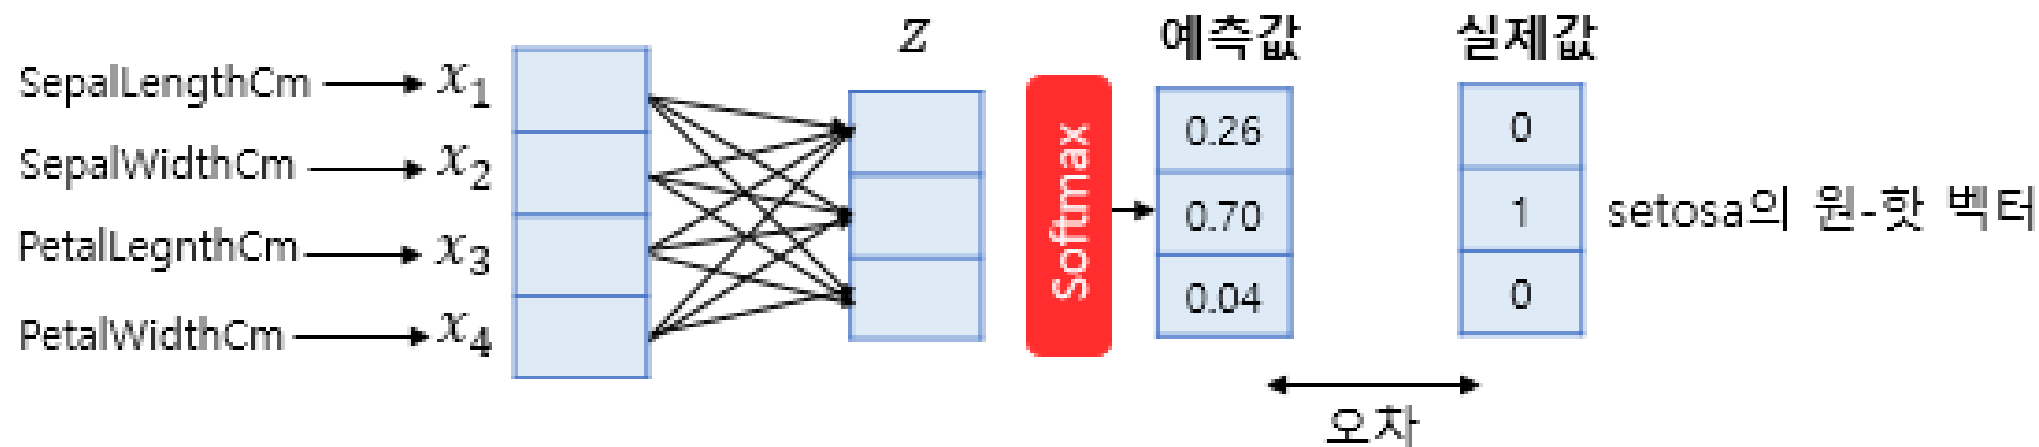 SepalLengthCm x1
SepalWidthCm x2
PetalLegnthCm x3
PetalWidthCm x4
z
Softmax
예측값
0.26
0.70
0.04
실제값
0
1
0
setosa의 원-핫 벡터
오차